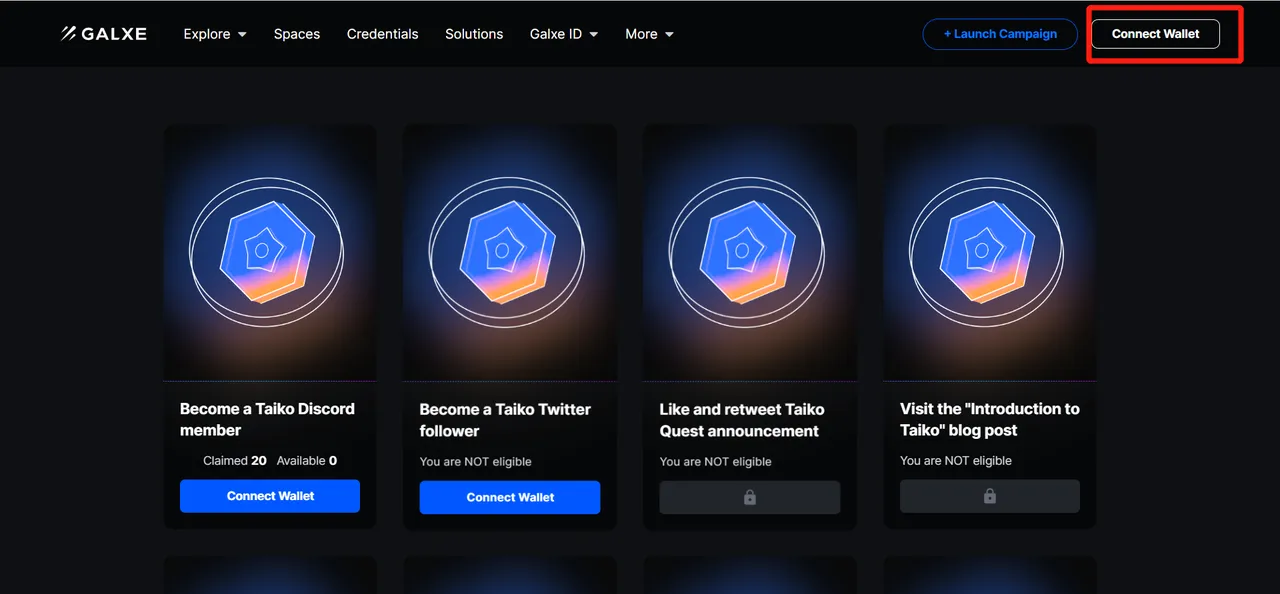 GALXE Explore Spaces Credentials Solutions Galxe ID More + Launch Campaign Connect Wallet
Become a Taiko Discord
member
Claimed 20 Available 0
Connect Wallet
Become a Taiko Twitter
follower
You are NOT eligible
Connect Wallet
Like and retweet Taiko
Quest announcement
You are NOT eligible
Visit the "Introduction to
Taiko" blog post
You are NOT eligible